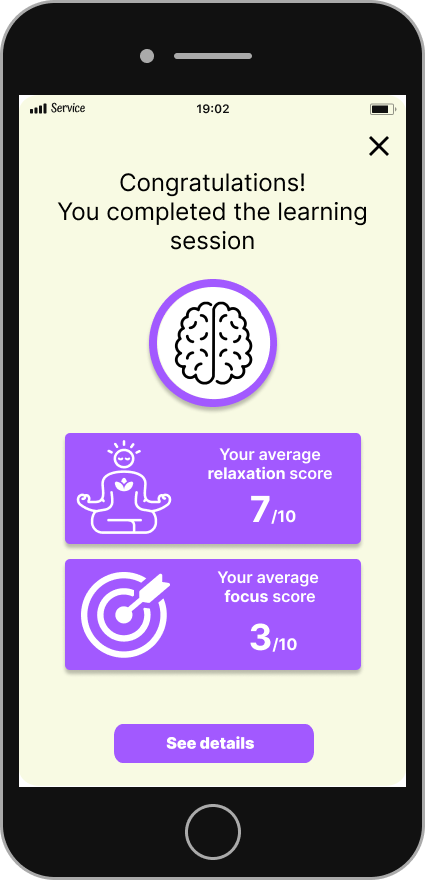 Service 19:02
Congratulations!
You completed the learning
session
Your average
relaxation score
7/10
Your average
focus score
3/10
See details